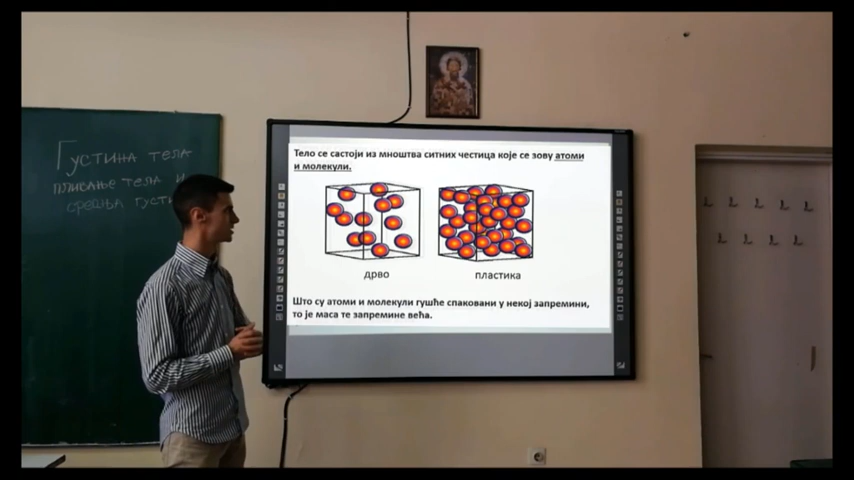 Густина тела
пливање тела и
средња густ
Тело се састоји из мноштва ситних честица које се зову атоми
и молекули.
дрво
пластика
Што су атоми и молекули гушће спаковани у некој запремини,
то је маса те запремине већа.